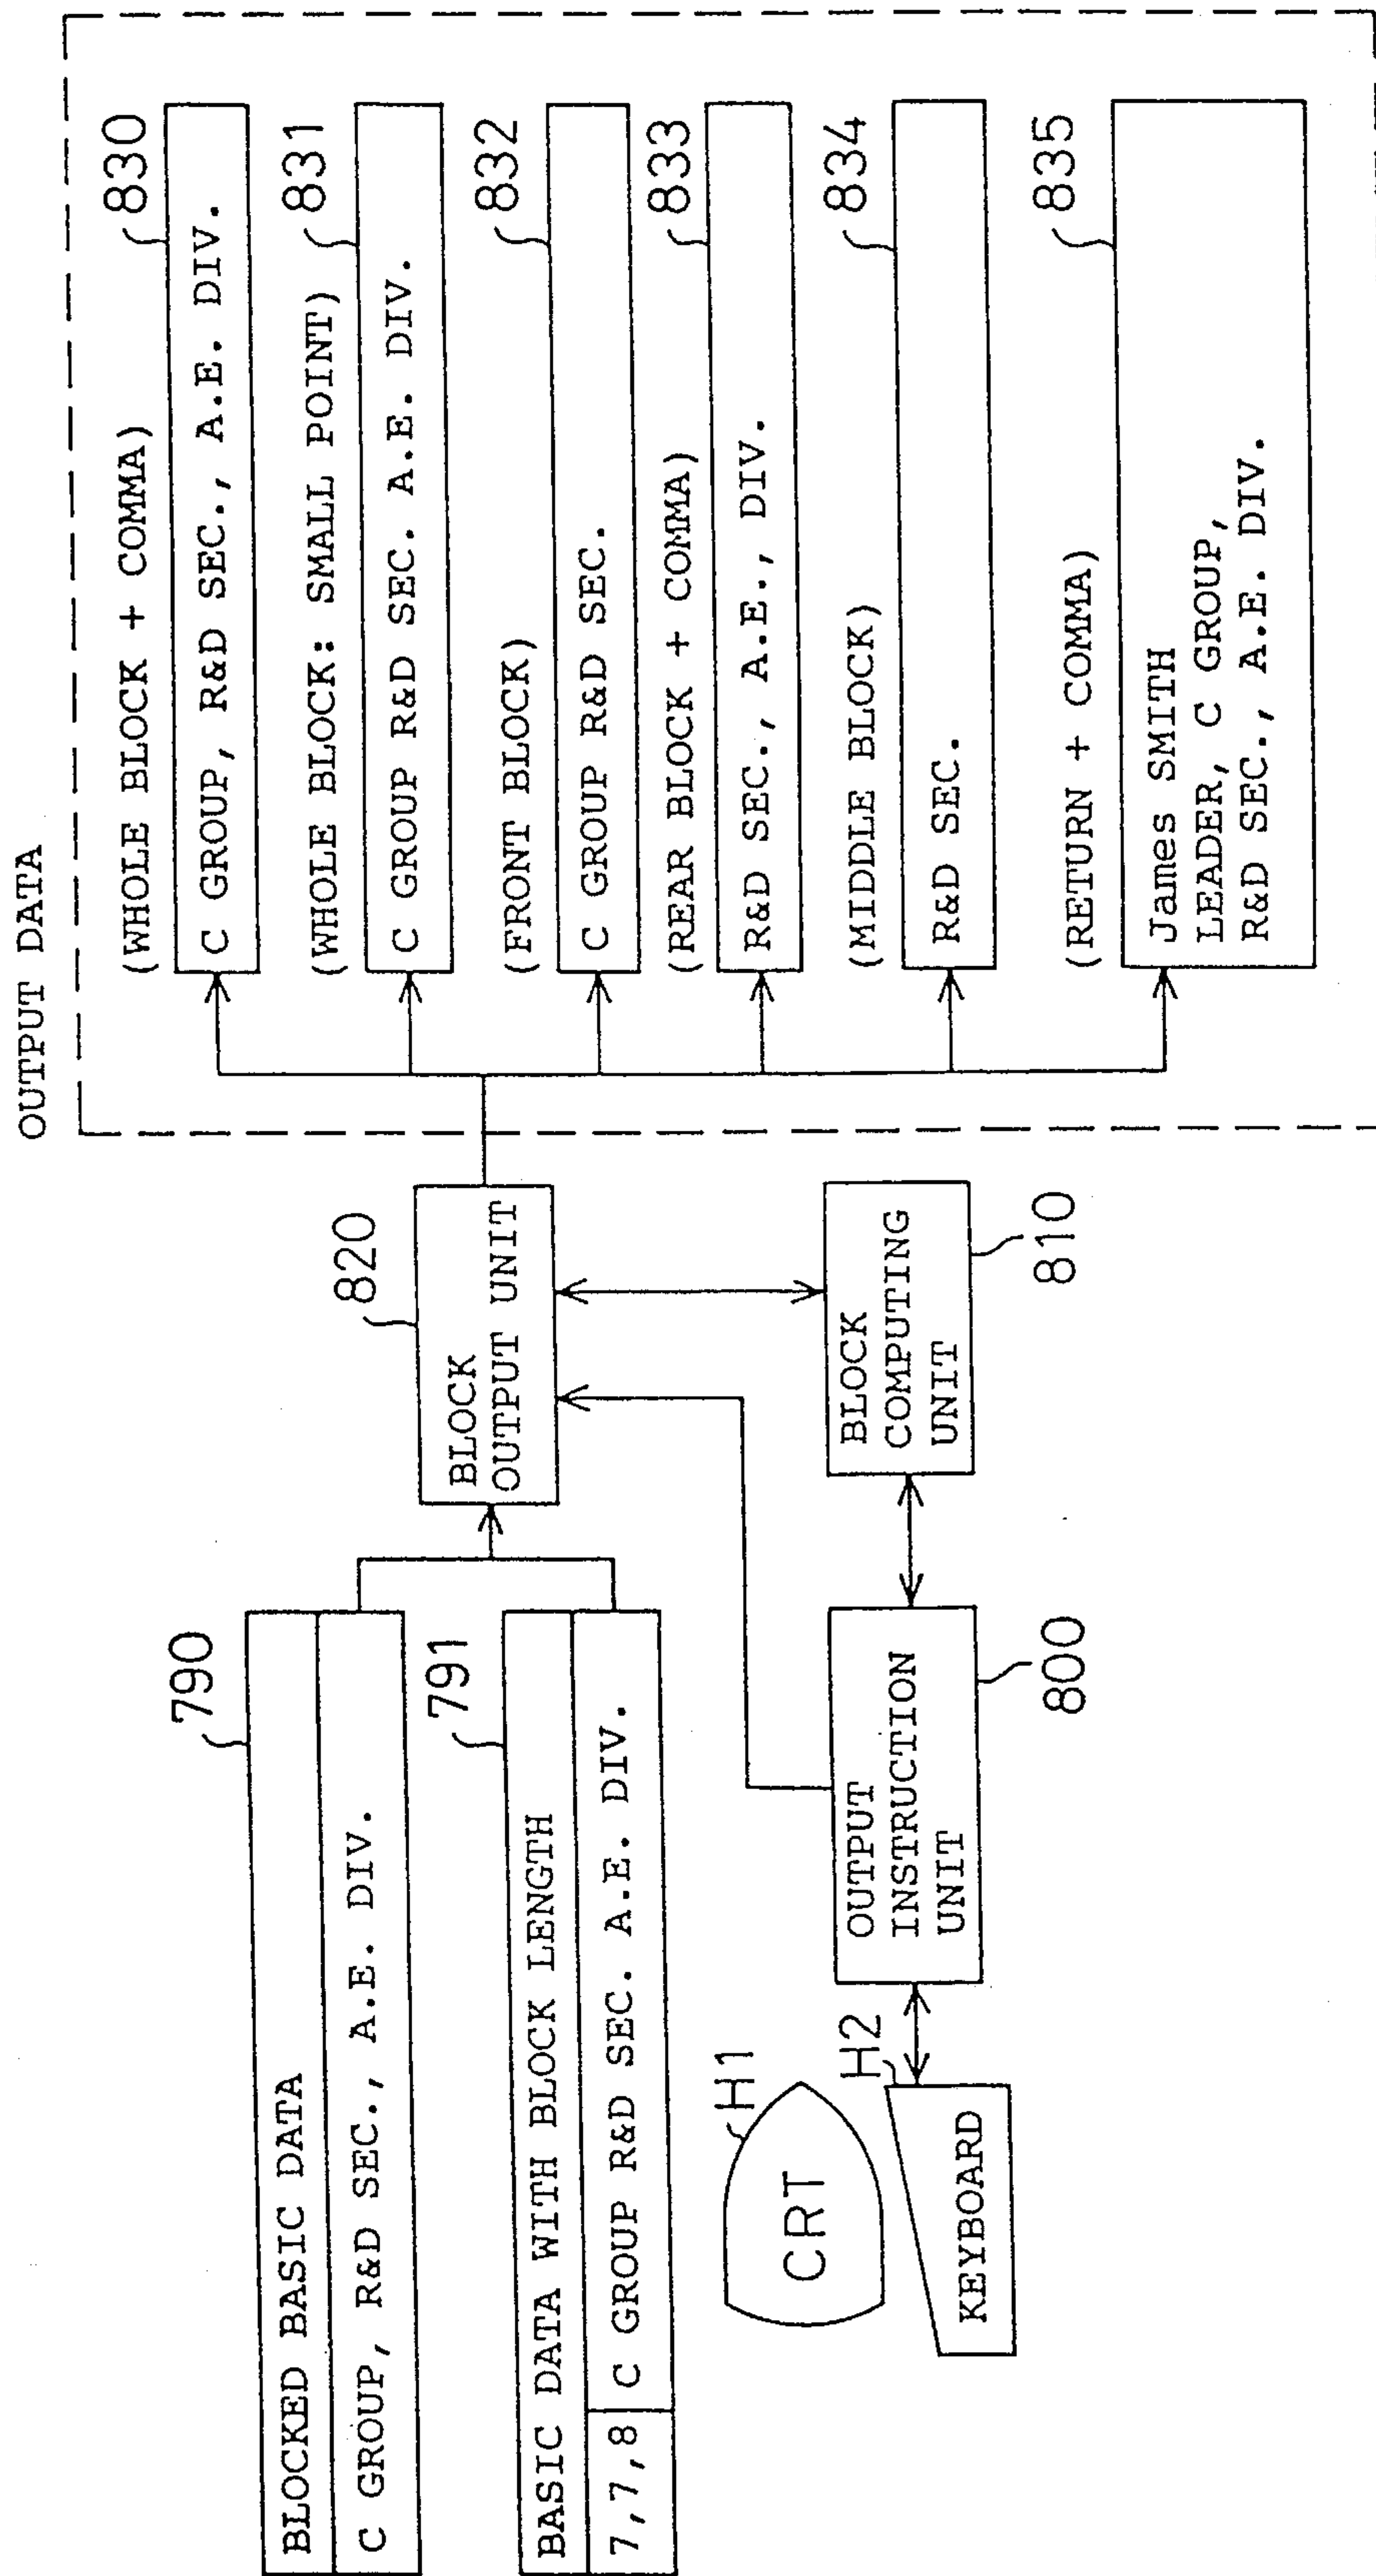 790
BLOCKED BASIC DATA
C GROUP, R&D SEC., A.E. DIV.
791
BASIC DATA WITH BLOCK LENGTH
7,7,8 C GROUP R&D SEC. A.E. DIV.
H1
CRT
H2
KEYBOARD
OUTPUT
INSTRUCTION
UNIT
800
820
BLOCK
OUTPUT UNIT
BLOCK
COMPUTING
UNIT
810
OUTPUT DATA
(WHOLE BLOCK + COMMA)
830
C GROUP, R&D SEC., A.E. DIV.
(WHOLE BLOCK: SMALL POINT)
831
C GROUP R&D SEC. A.E. DIV.
(FRONT BLOCK)
832
C GROUP R&D SEC.
(REAR BLOCK + COMMA)
833
R&D SEC., A.E., DIV.
(MIDDLE BLOCK)
834
R&D SEC.
(RETURN + COMMA)
835
James SMITH
LEADER, C GROUP,
R&D SEC., A.E. DIV.